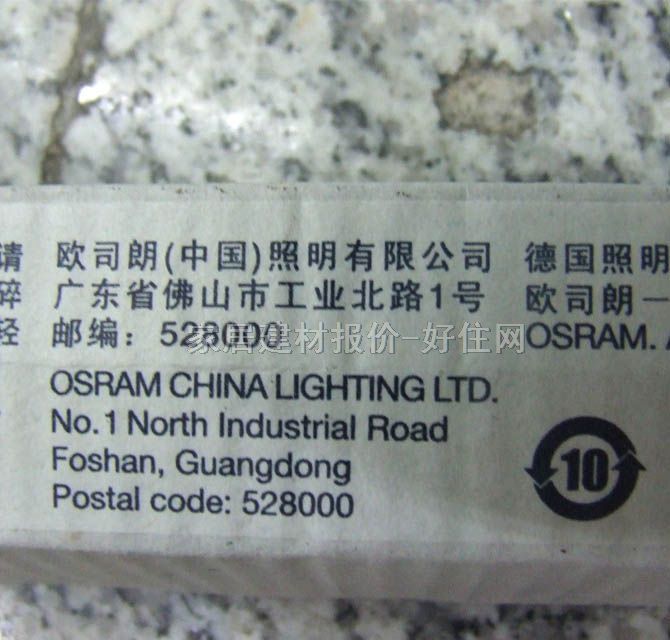 请 欧司朗(中国)照明有限公司 德国照明
碎 广东省佛山市工业北路1号 欧司朗一
轻 邮编：528000 OSRAM. A
家居建材报价-好住网
OSRAM CHINA LIGHTING LTD.
No.1 North Industrial Road
Foshan, Guangdong
Postal code: 528000
10